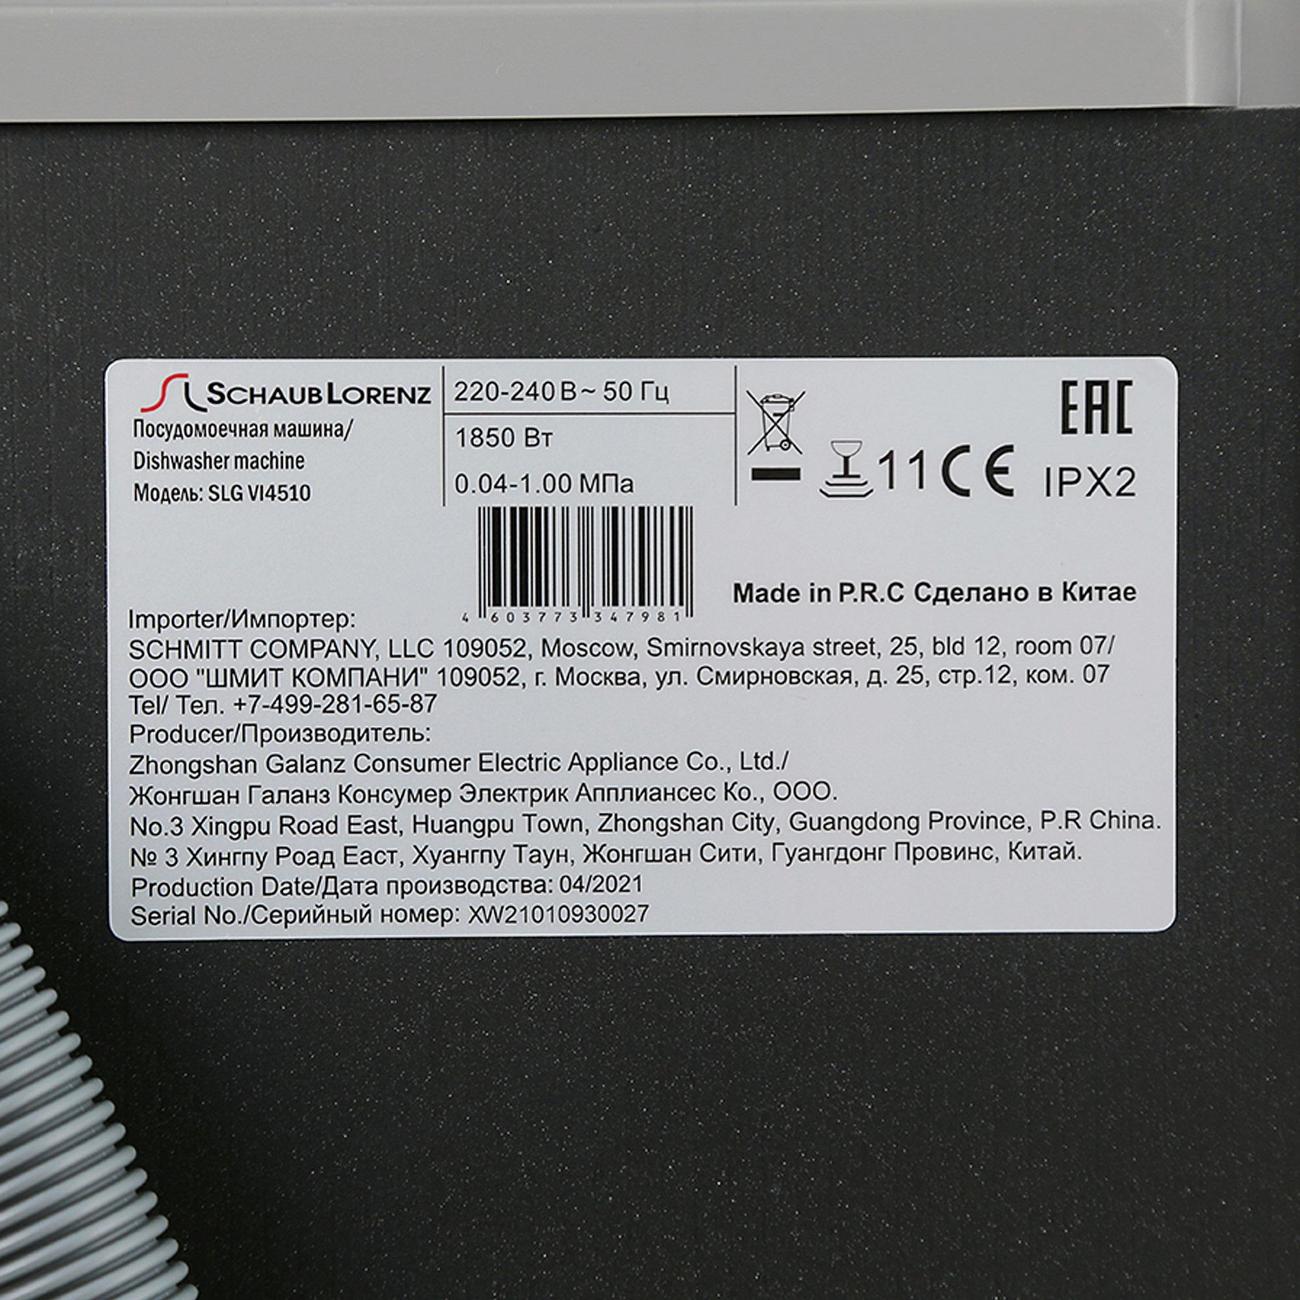 SCHAUB LORENZ
Посудомоечная машина/
Dishwasher machine
Модель: SLG VI4510
220-240 В ~ 50 Гц
1850 Вт
0.04-1.00 МПа
11 CE
EAC
IPX2
4 603773 347981
Made in P.R.C Сделано в Китае
Importer/Импортер:
SCHMITT COMPANY, LLC 109052, Moscow, Smirnovskaya street, 25, bld 12, room 07/
ООО "ШМИТ КОМПАНИ" 109052, г. Москва, ул. Смирновская, д. 25, стр.12, ком. 07
Tel/ Тел. +7-499-281-65-87
Producer/Производитель:
Zhongshan Galanz Consumer Electric Appliance Co., Ltd./
Жонгшан Галанз Консумер Электрик Апплиансес Ко., ООО.
No.3 Xingpu Road East, Huangpu Town, Zhongshan City, Guangdong Province, P.R China.
№ 3 Хингпу Роад Еаст, Хуангпу Таун, Жонгшан Сити, Гуангдонг Провинс, Китай.
Production Date/Дата производства: 04/2021
Serial No./Серийный номер: XW21010930027